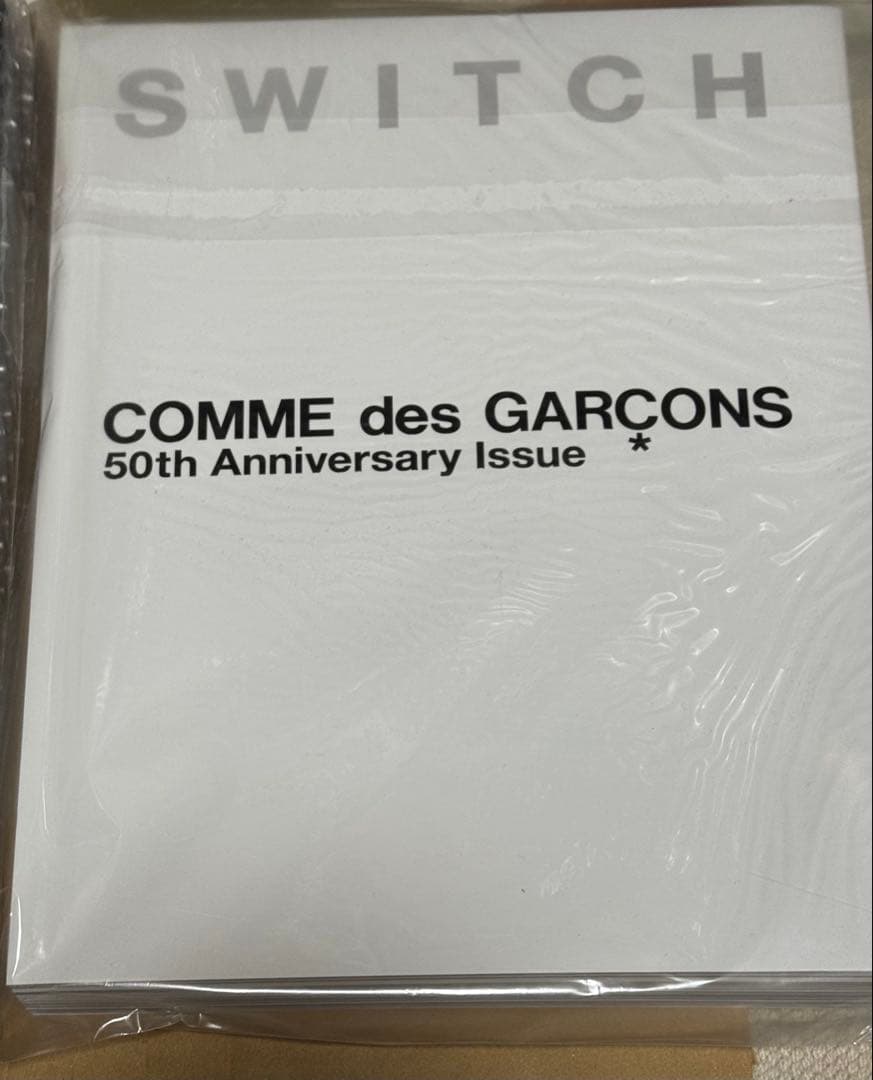 SWITCH
COMME des GARÇONS
50th Anniversary Issue *